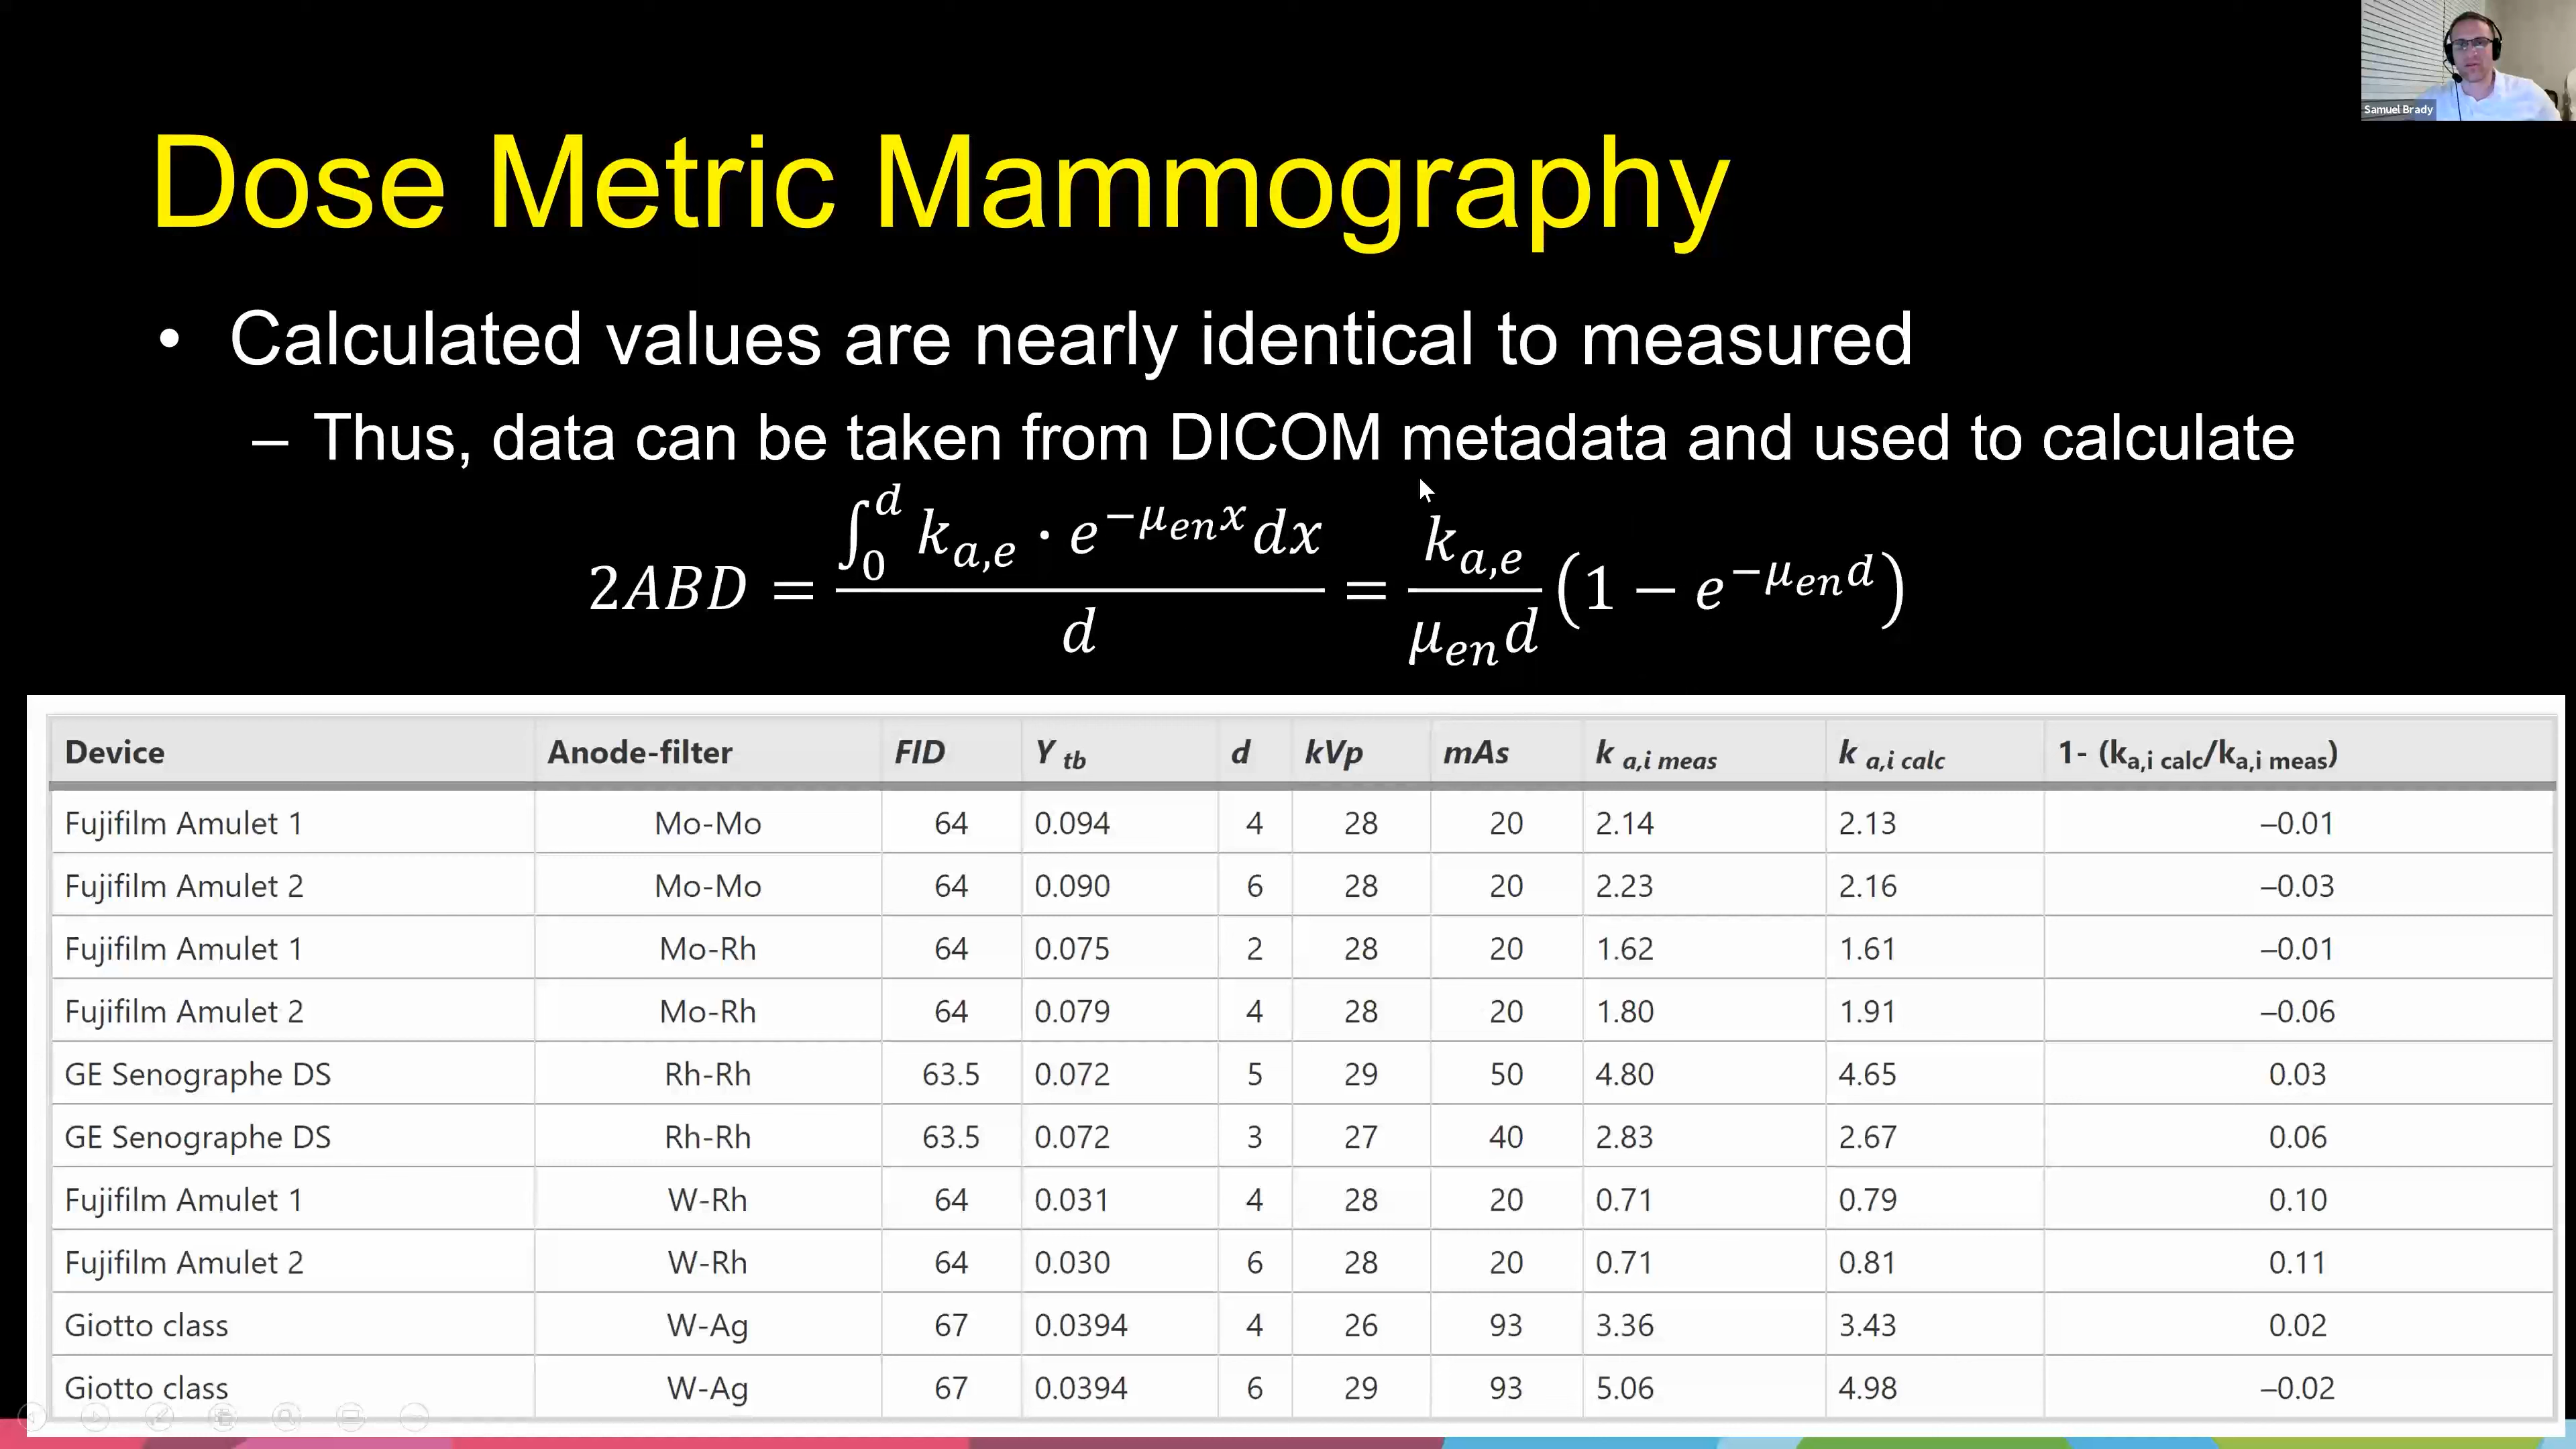 Samuel Brady
Dose Metric Mammography
• Calculated values are nearly identical to measured
– Thus, data can be taken from DICOM metadata and used to calculate
2ABD = ∫₀ᵈ k_{a,e} · e^{−μ_{en}x} dx / d = k_{a,e} / μ_{en}d (1 − e^{−μ_{en}d})
Device Anode-filter FID Y tb d kVp mAs k a,i meas k a,i calc 1- (ka,i calc/ka,i meas)
Fujifilm Amulet 1 Mo-Mo 64 0.094 4 28 20 2.14 2.13 –0.01
Fujifilm Amulet 2 Mo-Mo 64 0.090 6 28 20 2.23 2.16 –0.03
Fujifilm Amulet 1 Mo-Rh 64 0.075 2 28 20 1.62 1.61 –0.01
Fujifilm Amulet 2 Mo-Rh 64 0.079 4 28 20 1.80 1.91 –0.06
GE Senographe DS Rh-Rh 63.5 0.072 5 29 50 4.80 4.65 0.03
GE Senographe DS Rh-Rh 63.5 0.072 3 27 40 2.83 2.67 0.06
Fujifilm Amulet 1 W-Rh 64 0.031 4 28 20 0.71 0.79 0.10
Fujifilm Amulet 2 W-Rh 64 0.030 6 28 20 0.71 0.81 0.11
Giotto class W-Ag 67 0.0394 4 26 93 3.36 3.43 0.02
Giotto class W-Ag 67 0.0394 6 29 93 5.06 4.98 –0.02